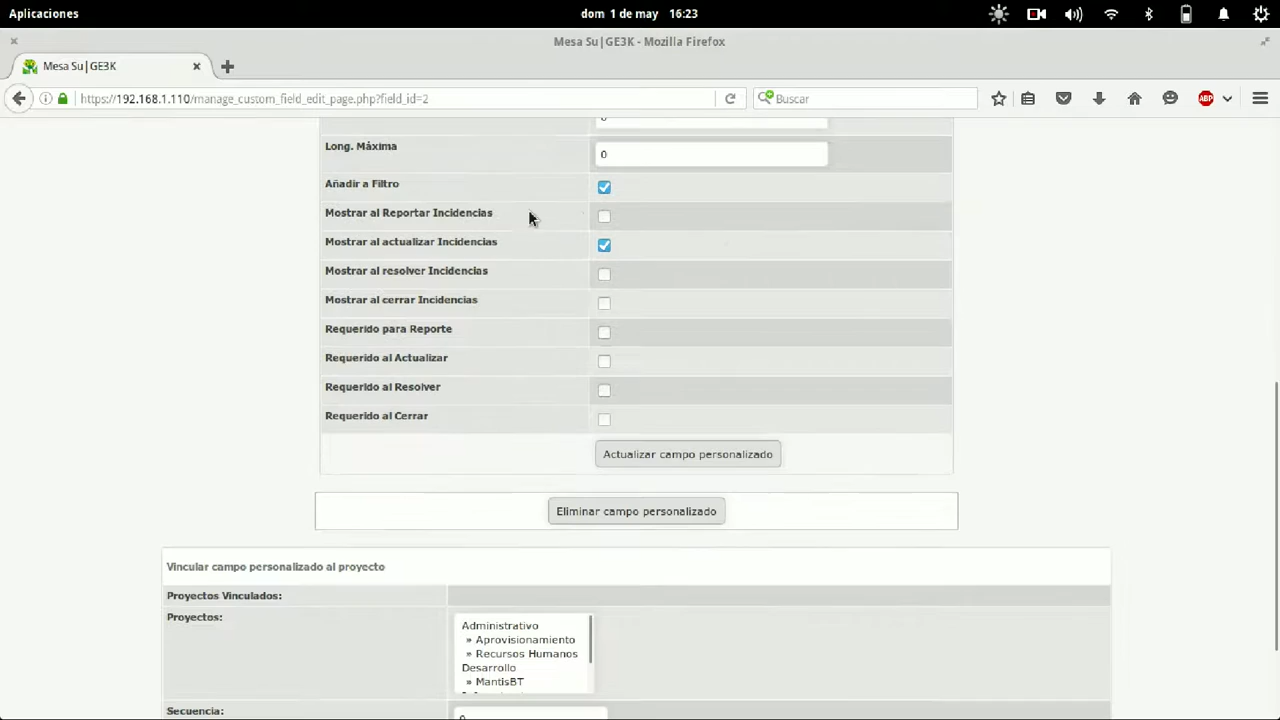 Aplicaciones
dom 1 de may 16:23
Mesa Su|GE3K - Mozilla Firefox
Mesa Su|GE3K
https://192.168.1.110/manage_custom_field_edit_page.php?field_id=2
Buscar
ABP
Long. Máxima
0
Añadir a Filtro
Mostrar al Reportar Incidencias
Mostrar al actualizar Incidencias
Mostrar al resolver Incidencias
Mostrar al cerrar Incidencias
Requerido para Reporte
Requerido al Actualizar
Requerido al Resolver
Requerido al Cerrar
Actualizar campo personalizado
Eliminar campo personalizado
Vincular campo personalizado al proyecto
Proyectos Vinculados:
Proyectos:
Administrativo
» Aprovisionamiento
» Recursos Humanos
Desarrollo
» MantisBT
Secuencia: